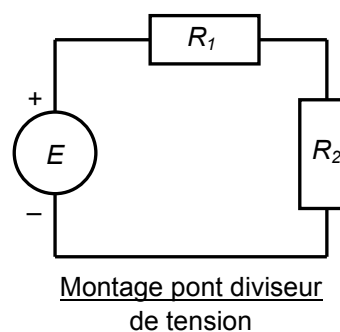 R1
+
E
R2
–
Montage pont diviseur
de tension